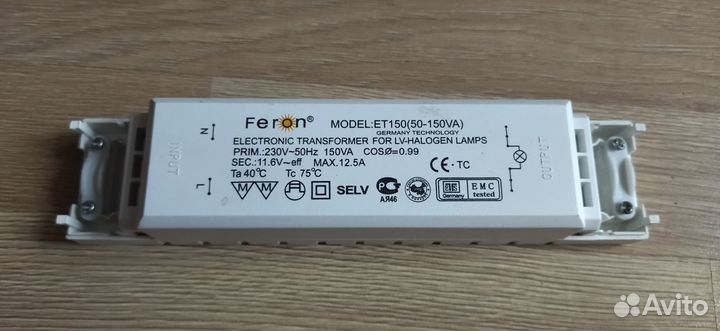 Feron®
MODEL:ET150(50-150VA)
GERMANY TECHNOLOGY
ELECTRONIC TRANSFORMER FOR LV-HALOGEN LAMPS
PRIM.:230V~50Hz 150VA COSØ=0.99
SEC.:11.6V~eff MAX.12.5A
Ta 40°C Tc 75°C
M M F SELV
АЯ46
Germany
EMC
tested
CE · TC
N
L
INPUT
OUTPUT
Avito